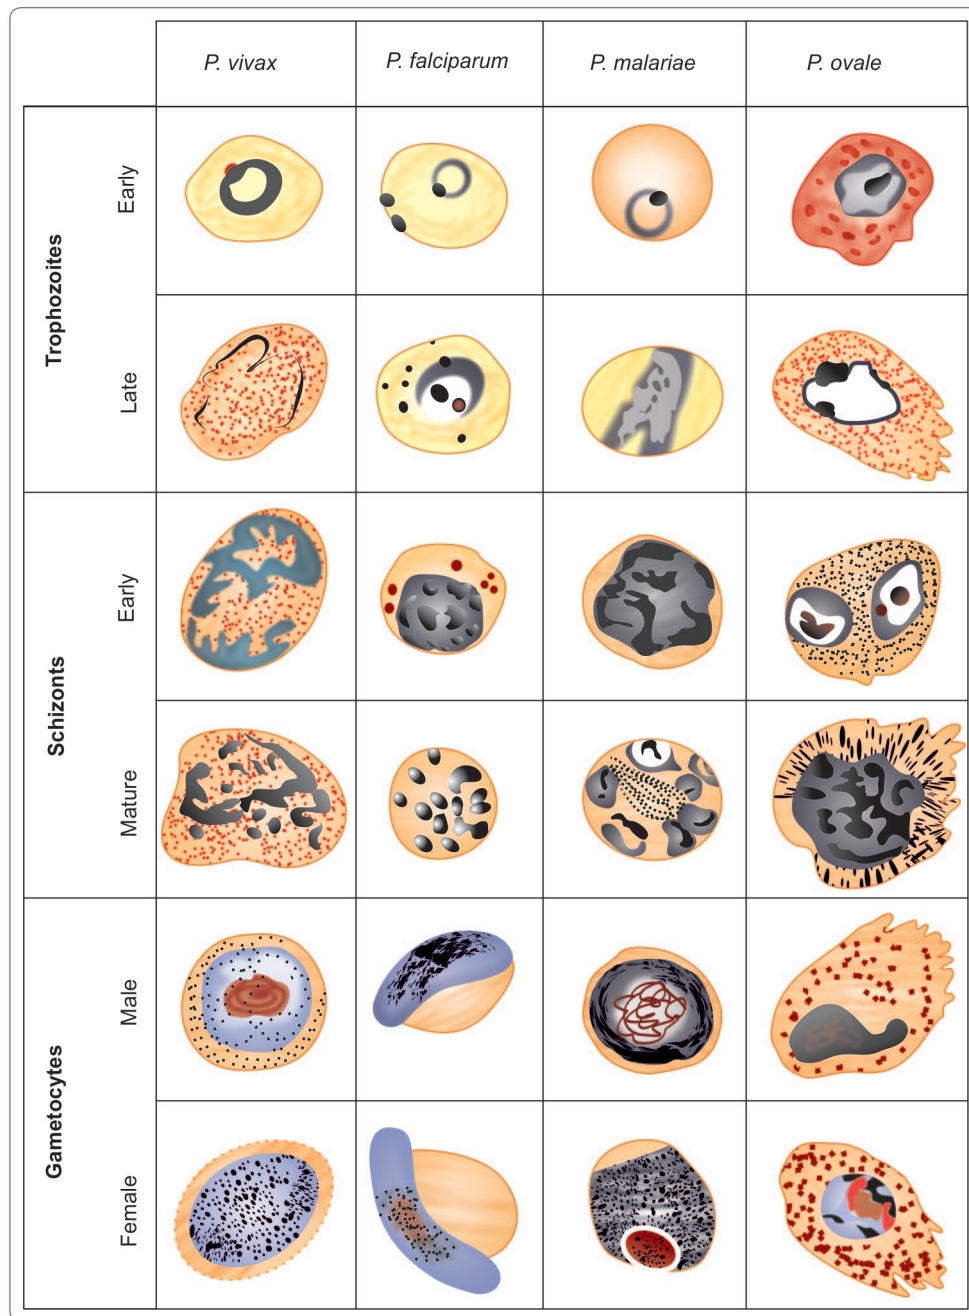 P. vivax
P. falciparum
P. malariae
P. ovale
Trophozoites
Early
Late
Schizonts
Early
Mature
Gametocytes
Male
Female